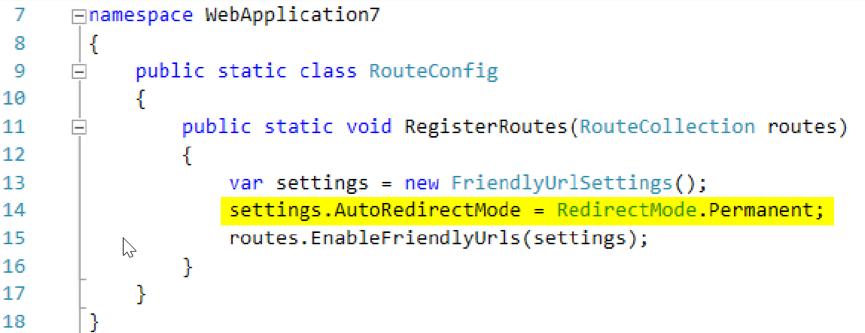 7 namespace WebApplication7
8 {
9 public static class RouteConfig
10 {
11 public static void RegisterRoutes(RouteCollection routes)
12 {
13 var settings = new FriendlyUrlSettings();
14 settings.AutoRedirectMode = RedirectMode.Permanent;
15 routes.EnableFriendlyUrls(settings);
16 }
17 }
18 }